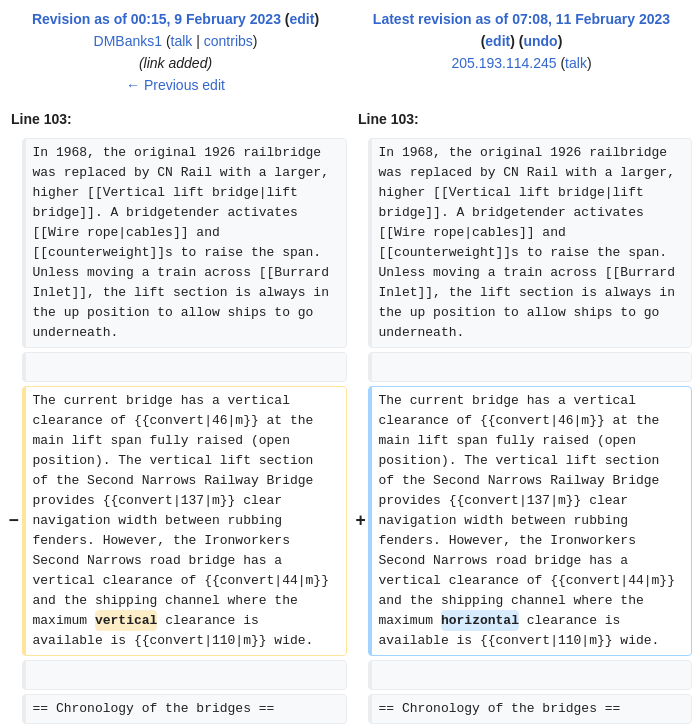 Revision as of 00:15, 9 February 2023 (edit)
DMBanks1 (talk | contribs)
(link added)
← Previous edit
Latest revision as of 07:08, 11 February 2023
(edit) (undo)
205.193.114.245 (talk)
Line 103:
Line 103:
In 1968, the original 1926 railbridge
was replaced by CN Rail with a larger,
higher [[Vertical lift bridge|lift
bridge]]. A bridgetender activates
[[Wire rope|cables]] and
[[counterweight]]s to raise the span.
Unless moving a train across [[Burrard
Inlet]], the lift section is always in
the up position to allow ships to go
underneath.
In 1968, the original 1926 railbridge
was replaced by CN Rail with a larger,
higher [[Vertical lift bridge|lift
bridge]]. A bridgetender activates
[[Wire rope|cables]] and
[[counterweight]]s to raise the span.
Unless moving a train across [[Burrard
Inlet]], the lift section is always in
the up position to allow ships to go
underneath.
−
The current bridge has a vertical
clearance of {{convert|46|m}} at the
main lift span fully raised (open
position). The vertical lift section
of the Second Narrows Railway Bridge
provides {{convert|137|m}} clear
navigation width between rubbing
fenders. However, the Ironworkers
Second Narrows road bridge has a
vertical clearance of {{convert|44|m}}
and the shipping channel where the
maximum vertical clearance is
available is {{convert|110|m}} wide.
+
The current bridge has a vertical
clearance of {{convert|46|m}} at the
main lift span fully raised (open
position). The vertical lift section
of the Second Narrows Railway Bridge
provides {{convert|137|m}} clear
navigation width between rubbing
fenders. However, the Ironworkers
Second Narrows road bridge has a
vertical clearance of {{convert|44|m}}
and the shipping channel where the
maximum horizontal clearance is
available is {{convert|110|m}} wide.
== Chronology of the bridges ==
== Chronology of the bridges ==